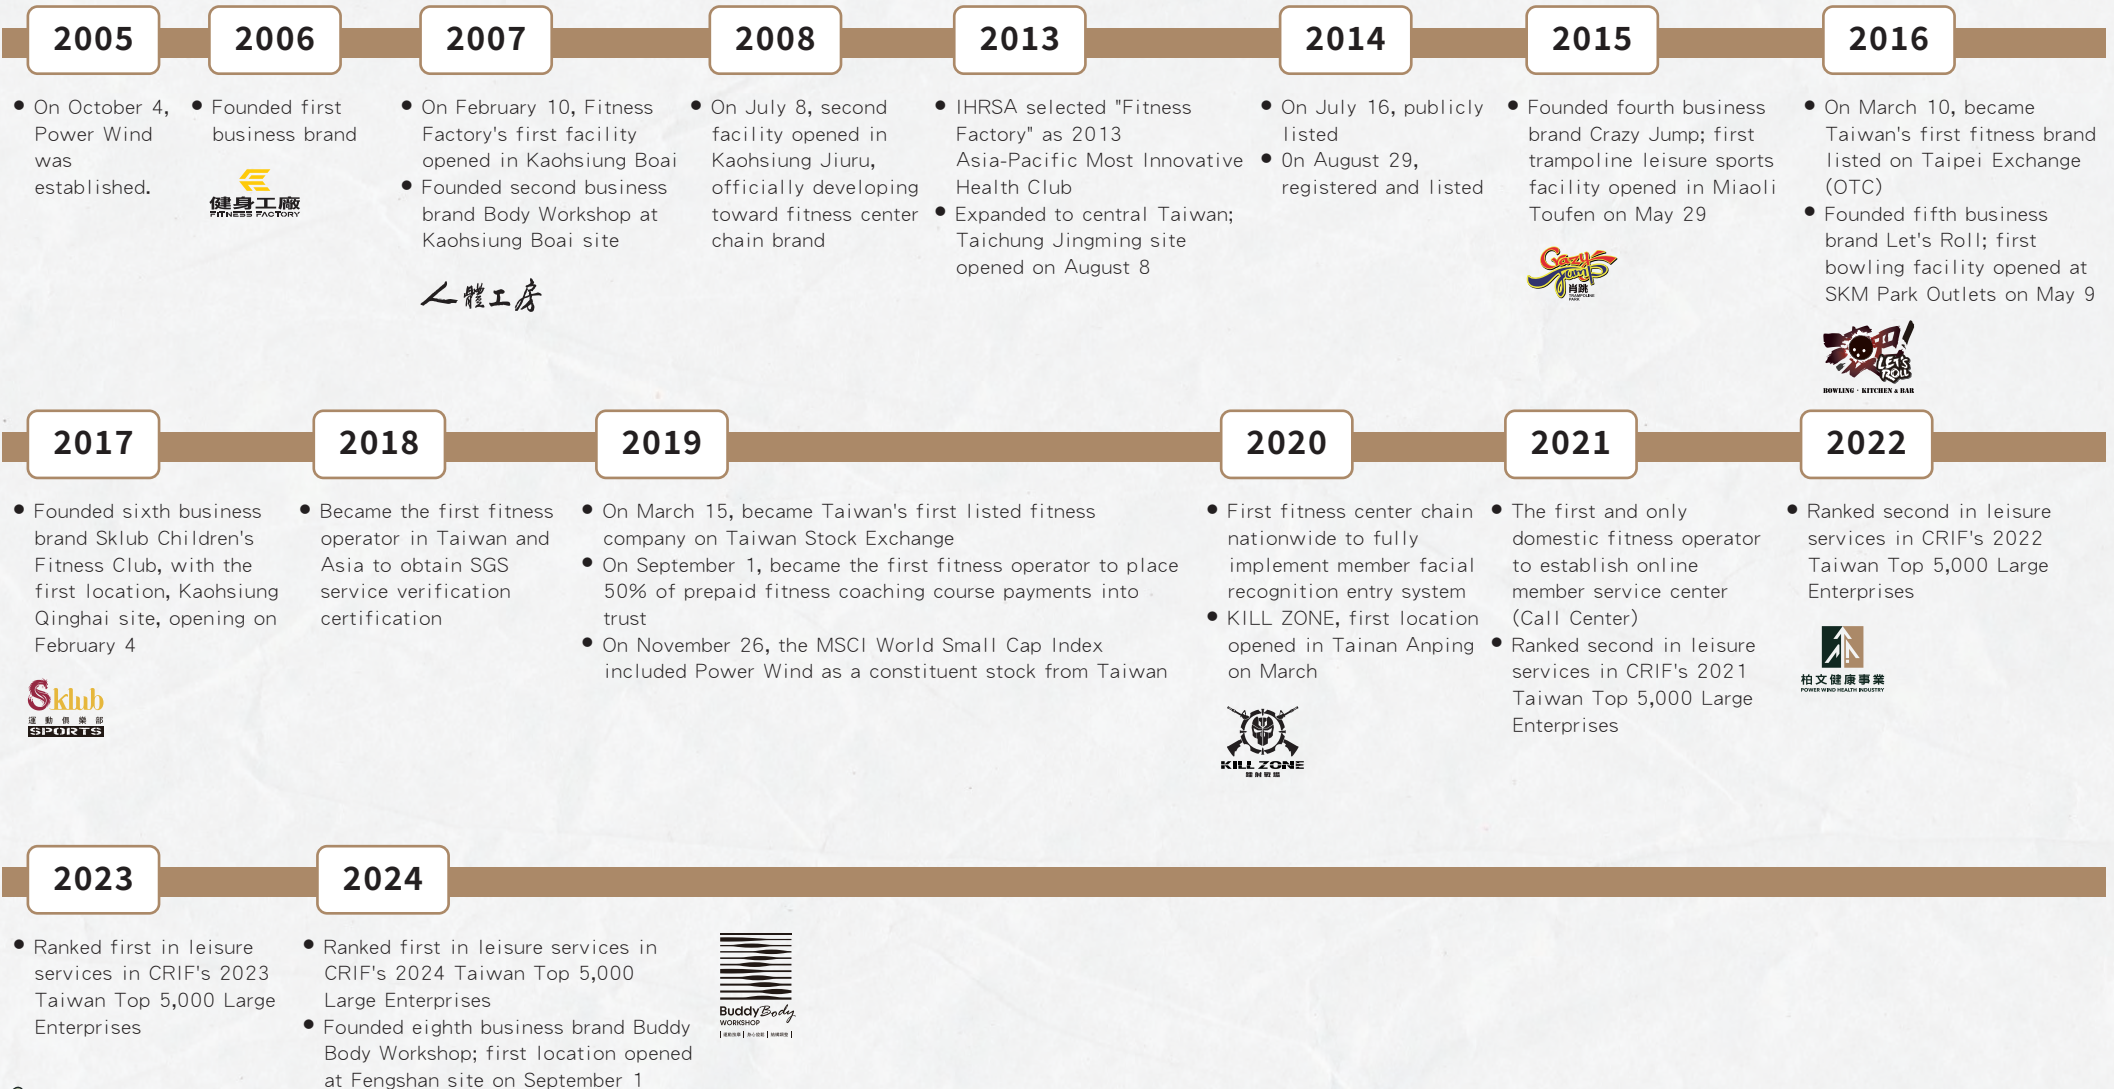 2005
On October 4,
Power Wind
was
established.
2006
Founded first
business brand
健身工廠
FITNESS FACTORY
2007
On February 10, Fitness
Factory's first facility
opened in Kaohsiung Boai
Founded second business
brand Body Workshop at
Kaohsiung Boai site
人體工房
2008
On July 8, second
facility opened in
Kaohsiung Jiuru,
officially developing
toward fitness center
chain brand
2013
IHRSA selected "Fitness
Factory" as 2013
Asia-Pacific Most Innovative
Health Club
Expanded to central Taiwan;
Taichung Jingming site
opened on August 8
2014
On July 16, publicly
listed
On August 29,
registered and listed
2015
Founded fourth business
brand Crazy Jump; first
trampoline leisure sports
facility opened in Miaoli
Toufen on May 29
Crazy
Jump
肖跳
TRAMPOLINE
PARK
2016
On March 10, became
Taiwan's first fitness brand
listed on Taipei Exchange
(OTC)
Founded fifth business
brand Let's Roll; first
bowling facility opened at
SKM Park Outlets on May 9
LET'S
ROLL
BOWLING · KITCHEN & BAR
2017
Founded sixth business
brand Sklub Children's
Fitness Club, with the
first location, Kaohsiung
Qinghai site, opening on
February 4
Sklub
運動俱樂部
SPORTS
2018
Became the first fitness
operator in Taiwan and
Asia to obtain SGS
service verification
certification
2019
On March 15, became Taiwan's first listed fitness
company on Taiwan Stock Exchange
On September 1, became the first fitness operator to place
50% of prepaid fitness coaching course payments into
trust
On November 26, the MSCI World Small Cap Index
included Power Wind as a constituent stock from Taiwan
2020
First fitness center chain
nationwide to fully
implement member facial
recognition entry system
KILL ZONE, first location
opened in Tainan Anping
on March
KILL ZONE
鐳射戰場
2021
The first and only
domestic fitness operator
to establish online
member service center
(Call Center)
Ranked second in leisure
services in CRIF's 2021
Taiwan Top 5,000 Large
Enterprises
2022
Ranked second in leisure
services in CRIF's 2022
Taiwan Top 5,000 Large
Enterprises
柏文健康事業
POWER WIND HEALTH INDUSTRY
2023
Ranked first in leisure
services in CRIF's 2023
Taiwan Top 5,000 Large
Enterprises
2024
Ranked first in leisure services in
CRIF's 2024 Taiwan Top 5,000
Large Enterprises
Founded eighth business brand Buddy
Body Workshop; first location opened
at Fengshan site on September 1
Buddy Body
WORKSHOP